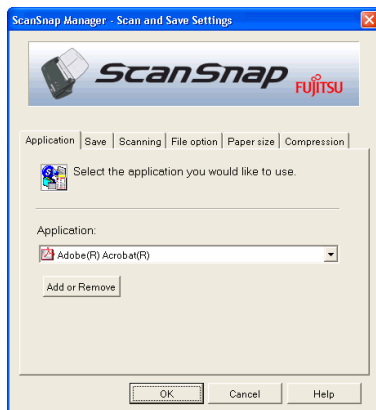 ScanSnap Manager - Scan and Save Settings
ScanSnap
FUJITSU
Application Save Scanning File option Paper size Compression
Select the application you would like to use.
Application:
Adobe(R) Acrobat(R)
Add or Remove
OK Cancel Help